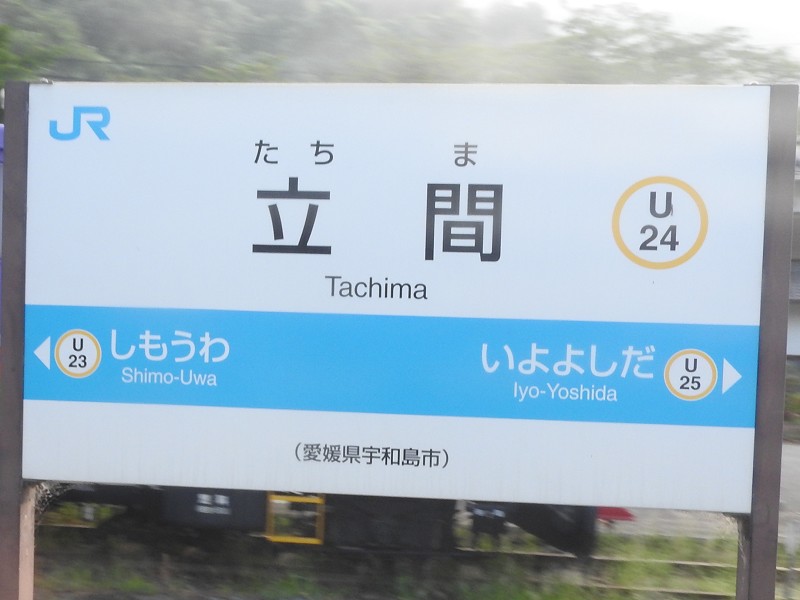 JR
たち ま
立 間
Tachima
U
24
U
23
しもうわ
Shimo-Uwa
いよよしだ
Iyo-Yoshida
U
25
(愛媛県宇和島市)